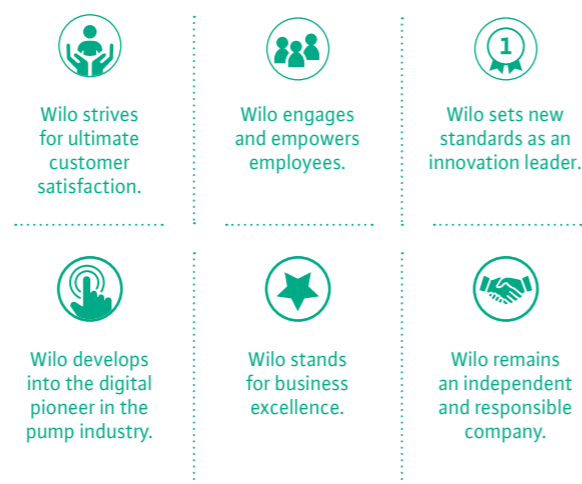 1
Wilo strives
for ultimate
customer
satisfaction.
Wilo engages
and empowers
employees.
Wilo sets new
standards as an
innovation leader.
Wilo develops
into the digital
pioneer in the
pump industry.
Wilo stands
for business
excellence.
Wilo remains
an independent
and responsible
company.